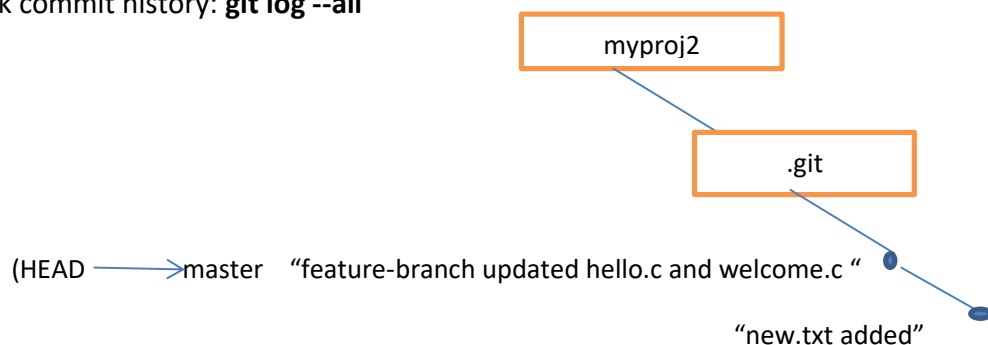 k commit history: git log --all
myproj2
.git
(HEAD master “feature-branch updated hello.c and welcome.c “
“new.txt added”